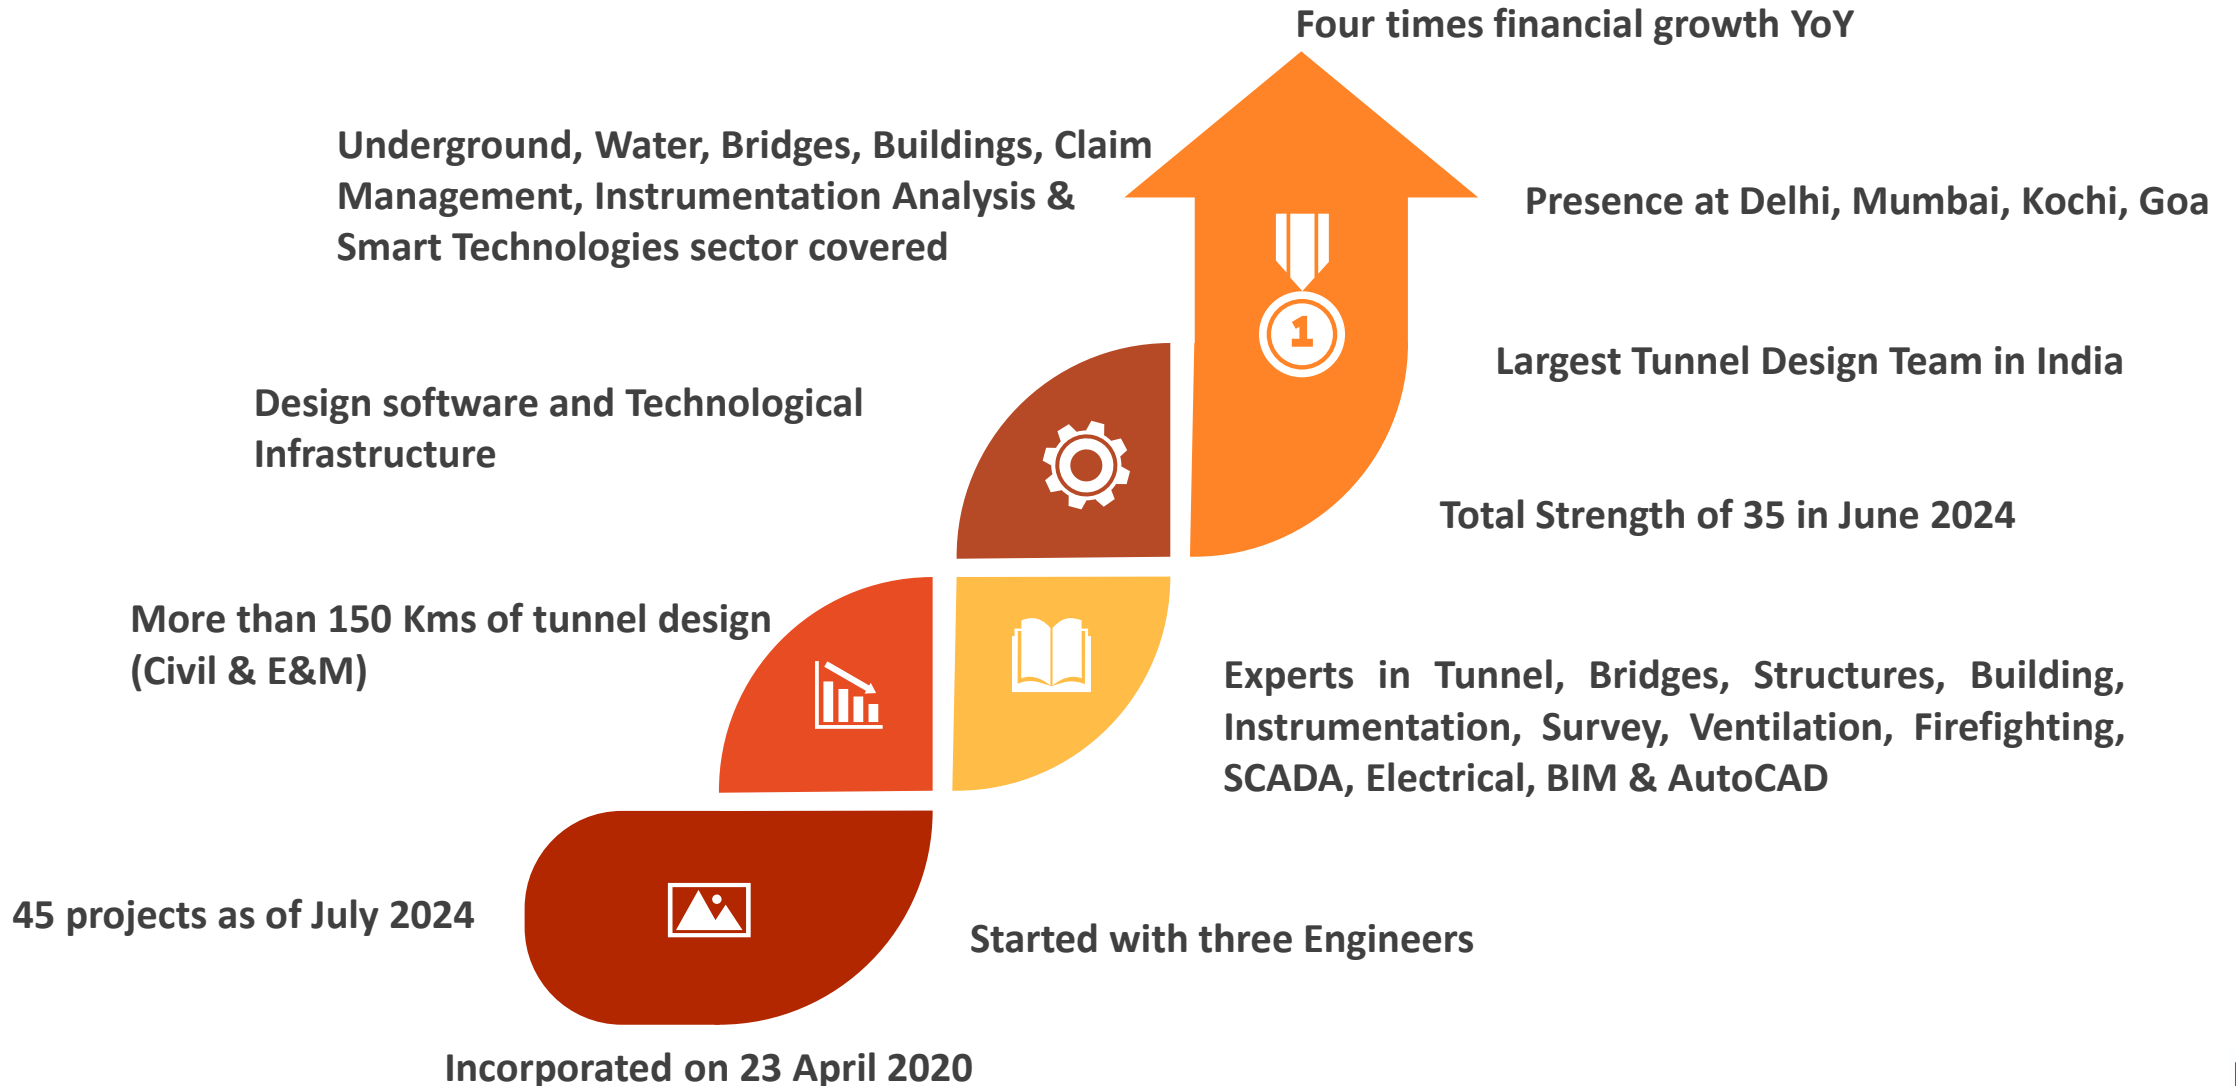 Four times financial growth YoY
Underground, Water, Bridges, Buildings, Claim
Management, Instrumentation Analysis &
Smart Technologies sector covered
Presence at Delhi, Mumbai, Kochi, Goa
1
Largest Tunnel Design Team in India
Design software and Technological
Infrastructure
Total Strength of 35 in June 2024
More than 150 Kms of tunnel design
(Civil & E&M)
Experts in Tunnel, Bridges, Structures, Building,
Instrumentation, Survey, Ventilation, Firefighting,
SCADA, Electrical, BIM & AutoCAD
45 projects as of July 2024
Started with three Engineers
Incorporated on 23 April 2020